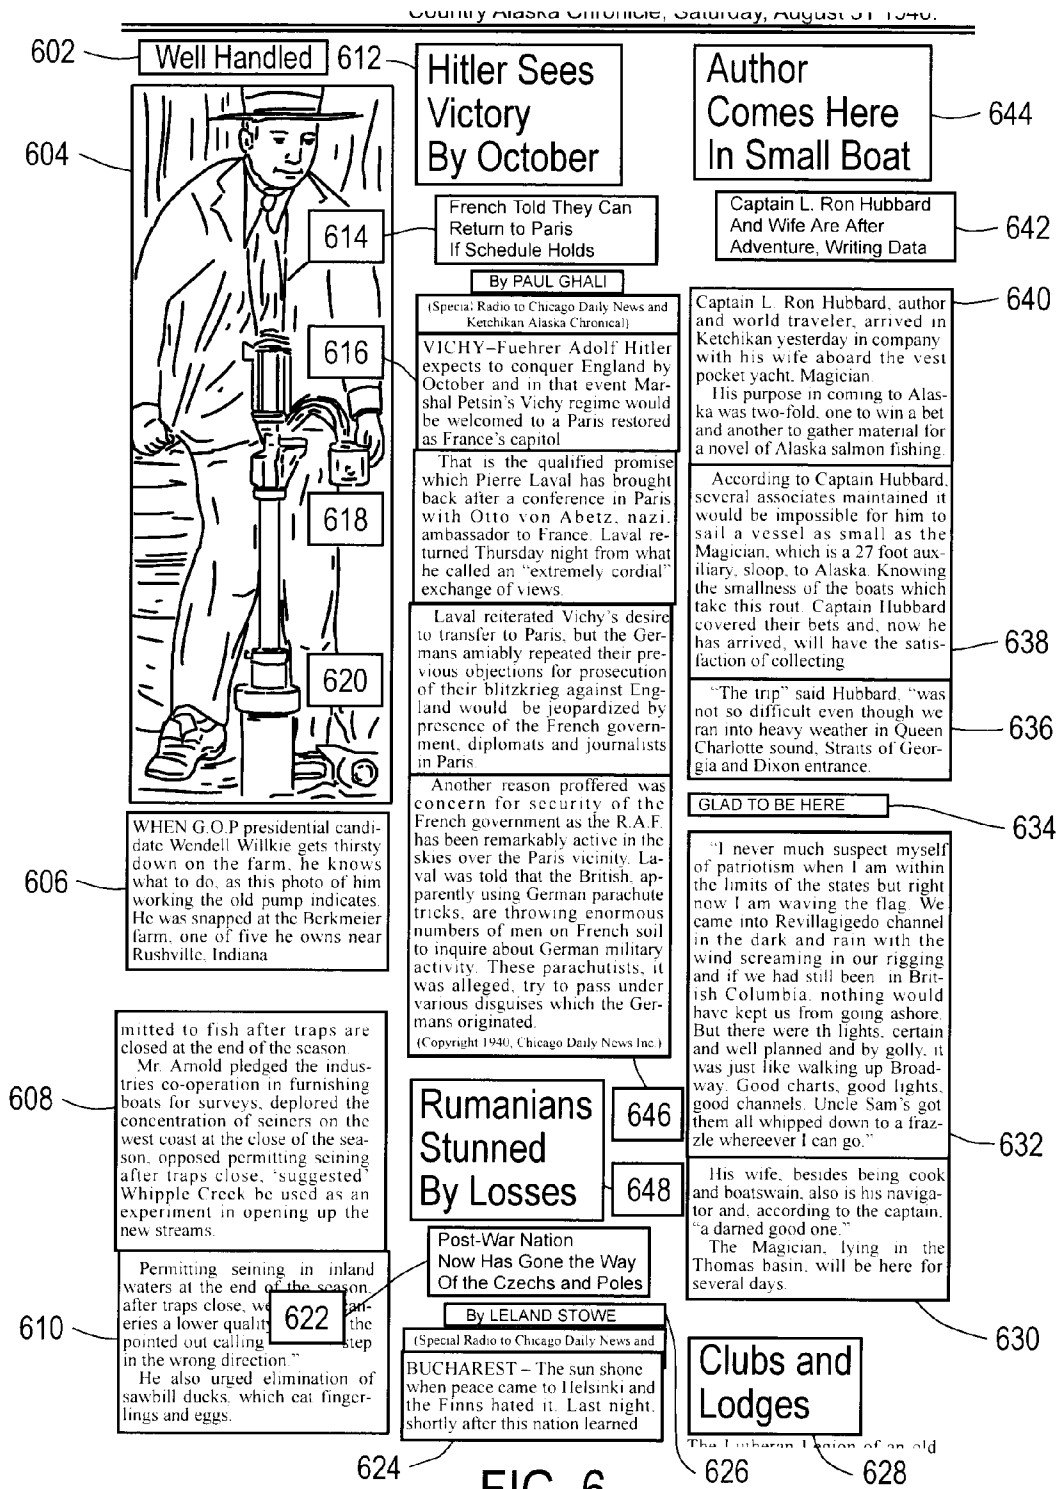 Country Alaska Chronicle, Saturday, August 31 1940.
602
Well Handled
604
606
WHEN G.O.P presidential candi-
date Wendell Willkie gets thirsty
down on the farm, he knows
what to do, as this photo of him
working the old pump indicates.
He was snapped at the Berkmeier
farm, one of five he owns near
Rushville, Indiana
608
mitted to fish after traps are
closed at the end of the season.
Mr. Arnold pledged the indus-
tries co-operation in furnishing
boats for surveys, deplored the
concentration of seiners on the
west coast at the close of the sea-
son, opposed permitting seining
after traps close, 'suggested'
Whipple Creek be used as an
experiment in opening up the
new streams.
610
Permitting seining in inland
waters at the end of the season,
after traps close, we an-
eries a lower quality the
pointed out calling step
in the wrong direction."
He also urged elimination of
sawbill ducks, which eat finger-
lings and eggs.
612
Hitler Sees
Victory
By October
614
French Told They Can
Return to Paris
If Schedule Holds
By PAUL GHALI
(Special Radio to Chicago Daily News and
Ketchikan Alaska Chronical)
616
VICHY–Fuehrer Adolf Hitler
expects to conquer England by
October and in that event Mar-
shal Petsin's Vichy regime would
be welcomed to a Paris restored
as France's capitol
618
That is the qualified promise
which Pierre Laval has brought
back after a conference in Paris
with Otto von Abetz, nazi,
ambassador to France. Laval re-
turned Thursday night from what
he called an "extremely cordial"
exchange of views.
620
Laval reiterated Vichy's desire
to transfer to Paris, but the Ger-
mans amiably repeated their pre-
vious objections for prosecution
of their blitzkrieg against Eng-
land would be jeopardized by
presence of the French govern-
ment, diplomats and journalists
in Paris.
Another reason proffered was
concern for security of the
French government as the R.A.F.
has been remarkably active in the
skies over the Paris vicinity. La-
val was told that the British, ap-
parently using German parachute
tricks, are throwing enormous
numbers of men on French soil
to inquire about German military
activity. These parachutists, it
was alleged, try to pass under
various disguises which the Ger-
mans originated.
(Copyright 1940, Chicago Daily News Inc.)
646
Rumanians
Stunned
By Losses
648
Post-War Nation
Now Has Gone the Way
Of the Czechs and Poles
622
By LELAND STOWE
(Special Radio to Chicago Daily News and
BUCHAREST – The sun shone
when peace came to Helsinki and
the Finns hated it. Last night,
shortly after this nation learned
624
626
Author
Comes Here
In Small Boat
644
Captain L. Ron Hubbard
And Wife Are After
Adventure, Writing Data
642
640
Captain L. Ron Hubbard, author
and world traveler, arrived in
Ketchikan yesterday in company
with his wife aboard the vest
pocket yacht, Magician.
His purpose in coming to Alas-
ka was two-fold, one to win a bet
and another to gather material for
a novel of Alaska salmon fishing.
According to Captain Hubbard,
several associates maintained it
would be impossible for him to
sail a vessel as small as the
Magician, which is a 27 foot aux-
iliary, sloop, to Alaska. Knowing
the smallness of the boats which
take this rout. Captain Hubbard
covered their bets and, now he
has arrived, will have the satis-
faction of collecting
638
"The trip" said Hubbard, "was
not so difficult even though we
ran into heavy weather in Queen
Charlotte sound, Straits of Geor-
gia and Dixon entrance.
636
GLAD TO BE HERE
634
"I never much suspect myself
of patriotism when I am within
the limits of the states but right
now I am waving the flag. We
came into Revillagigedo channel
in the dark and rain with the
wind screaming in our rigging
and if we had still been in Brit-
ish Columbia, nothing would
have kept us from going ashore.
But there were th lights, certain
and well planned and by golly, it
was just like walking up Broad-
way. Good charts, good lights,
good channels. Uncle Sam's got
them all whipped down to a fraz-
zle whereever I can go."
632
His wife, besides being cook
and boatswain, also is his naviga-
tor and, according to the captain,
"a darned good one."
The Magician, lying in the
Thomas basin, will be here for
several days.
630
Clubs and
Lodges
628
The Lutheran Legion of an old
FIG. 6